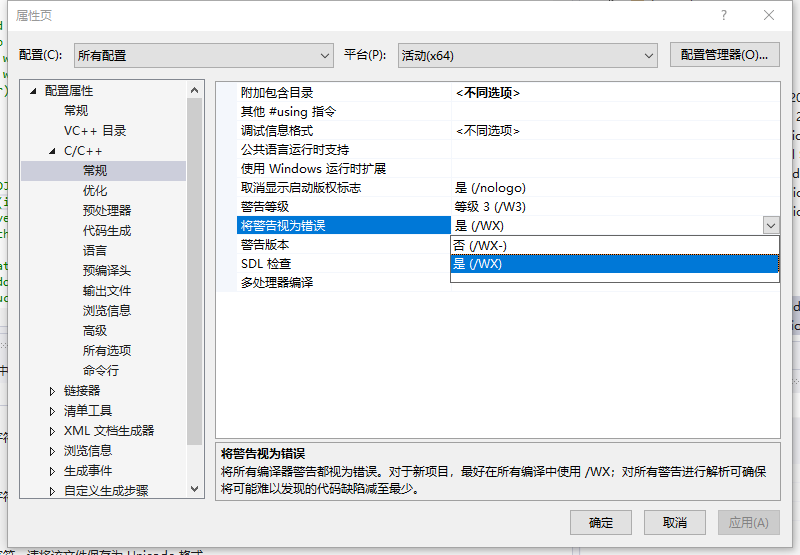 属性页
配置(C): 所有配置 平台(P): 活动(x64) 配置管理器(O)...
配置属性
常规
VC++ 目录
C/C++
常规
优化
预处理器
代码生成
语言
预编译头
输出文件
浏览信息
高级
所有选项
命令行
链接器
清单工具
XML 文档生成器
浏览信息
生成事件
自定义生成步骤
附加包含目录 <不同选项>
其他 #using 指令
调试信息格式 <不同选项>
公共语言运行时支持
使用 Windows 运行时扩展
取消显示启动版权标志 是 (/nologo)
警告等级 等级 3 (/W3)
将警告视为错误 是 (/WX)
警告版本 否 (/WX-)
SDL 检查 是 (/WX)
多处理器编译
将警告视为错误
将所有编译器警告都视为错误。对于新项目，最好在所有编译中使用 /WX；对所有警告进行解析可确保
将可能难以发现的代码缺陷减至最少。
确定 取消 应用(A)